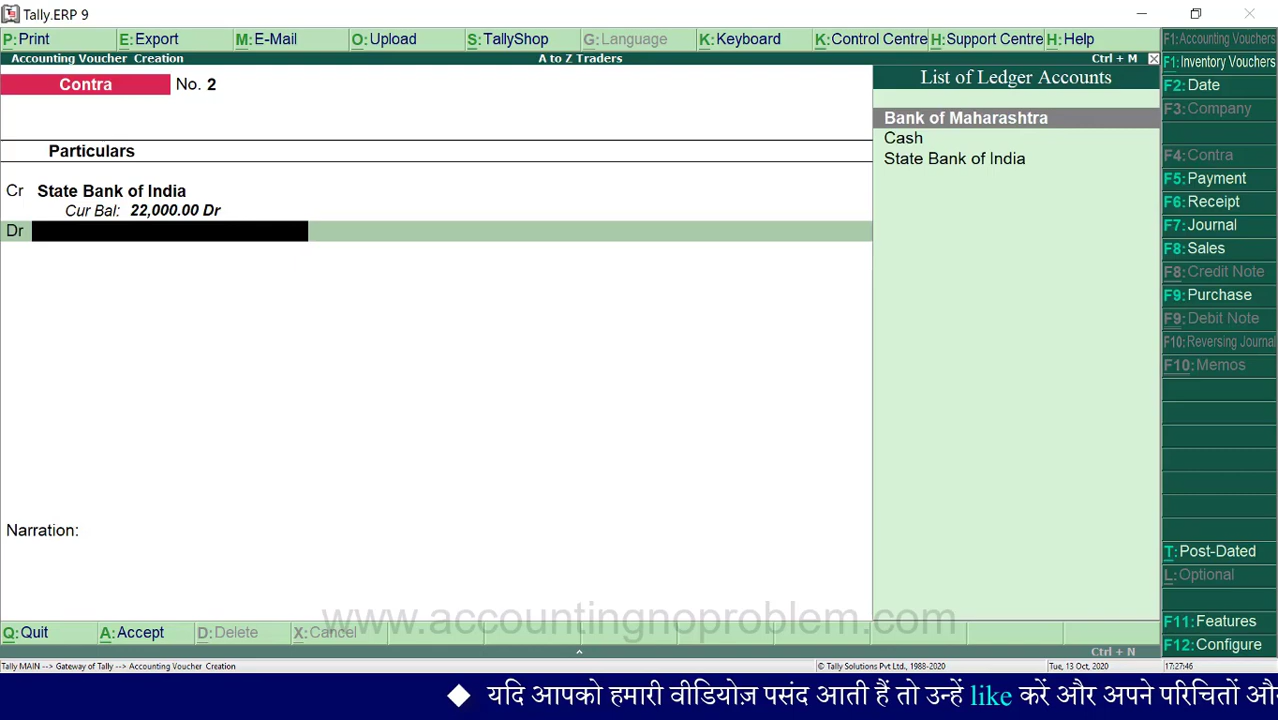 Tally.ERP 9
P: Print E: Export M: E-Mail O: Upload S: TallyShop G: Language K: Keyboard K: Control Centre H: Support Centre H: Help
Accounting Voucher Creation A to Z Traders Ctrl + M
Contra No. 2
Particulars
Cr State Bank of India
Cur Bal: 22,000.00 Dr
Dr
Narration:
List of Ledger Accounts
Bank of Maharashtra
Cash
State Bank of India
F1: Accounting Vouchers
F1: Inventory Vouchers
F2: Date
F3: Company
F4: Contra
F5: Payment
F6: Receipt
F7: Journal
F8: Sales
F8: Credit Note
F9: Purchase
F9: Debit Note
F10: Reversing Journal
F10: Memos
T: Post-Dated
L: Optional
F11: Features
F12: Configure
www.accountingnoproblem.com
Q: Quit A: Accept D: Delete X: Cancel
Ctrl + N
Tally MAIN --> Gateway of Tally --> Accounting Voucher Creation © Tally Solutions Pvt Ltd., 1988-2020 Tue, 13 Oct, 2020 17:27:46
◆ यदि आपको हमारी वीडियोज़ पसंद आती हैं तो उन्हें like करें और अपने परिचितों औ